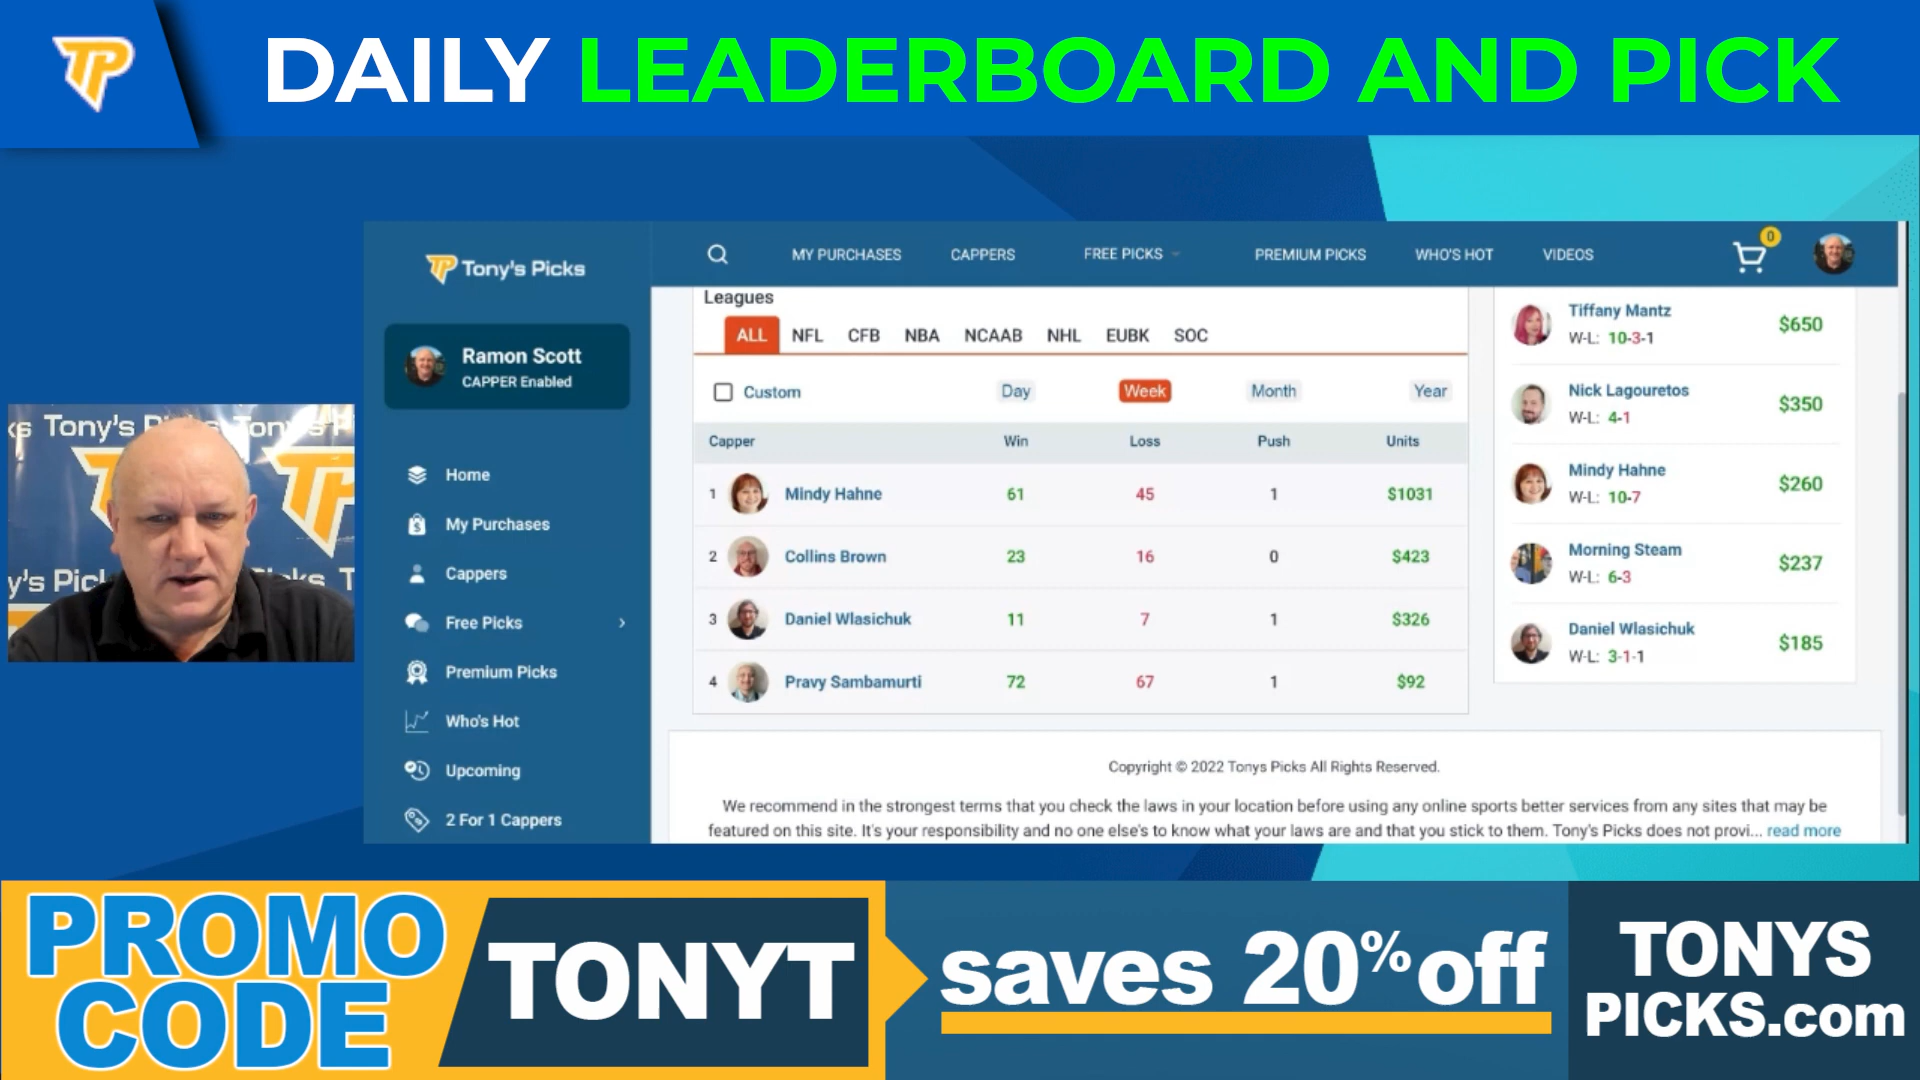 TP DAILY LEADERBOARD AND PICK
TP Tony's Picks
MY PURCHASES CAPPERS FREE PICKS PREMIUM PICKS WHO'S HOT VIDEOS 0
Ramon Scott
CAPPER Enabled
Home
My Purchases
Cappers
Free Picks
Premium Picks
Who's Hot
Upcoming
2 For 1 Cappers
Leagues
ALL NFL CFB NBA NCAAB NHL EUBK SOC
Custom Day Week Month Year
Capper Win Loss Push Units
1 Mindy Hahne 61 45 1 $1031
2 Collins Brown 23 16 0 $423
3 Daniel Wlasichuk 11 7 1 $326
4 Pravy Sambamurti 72 67 1 $92
Tiffany Mantz $650
W-L: 10-3-1
Nick Lagouretos $350
W-L: 4-1
Mindy Hahne $260
W-L: 10-7
Morning Steam $237
W-L: 6-3
Daniel Wlasichuk $185
W-L: 3-1-1
Copyright © 2022 Tonys Picks All Rights Reserved.
We recommend in the strongest terms that you check the laws in your location before using any online sports better services from any sites that may be
featured on this site. It's your responsibility and no one else's to know what your laws are and that you stick to them. Tony's Picks does not provi... read more
Tony's
PROMO
CODE
TONYT
saves 20% off
TONYS
PICKS.com